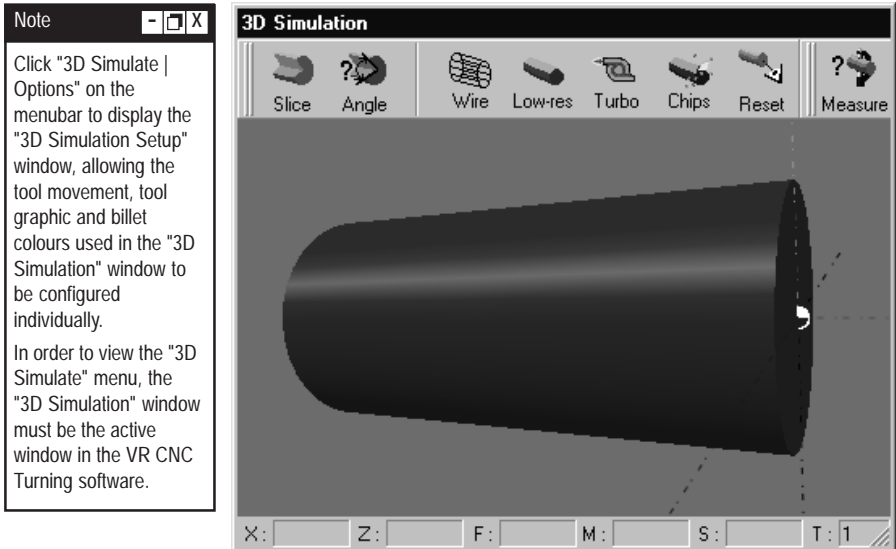 Note
Click "3D Simulate |
Options" on the
menubar to display the
"3D Simulation Setup"
window, allowing the
tool movement, tool
graphic and billet
colours used in the "3D
Simulation" window to
be configured
individually.
In order to view the "3D
Simulate" menu, the
"3D Simulation" window
must be the active
window in the VR CNC
Turning software.
3D Simulation
Slice Angle Wire Low-res Turbo Chips Reset Measure
X: Z: F: M: S: T: 1